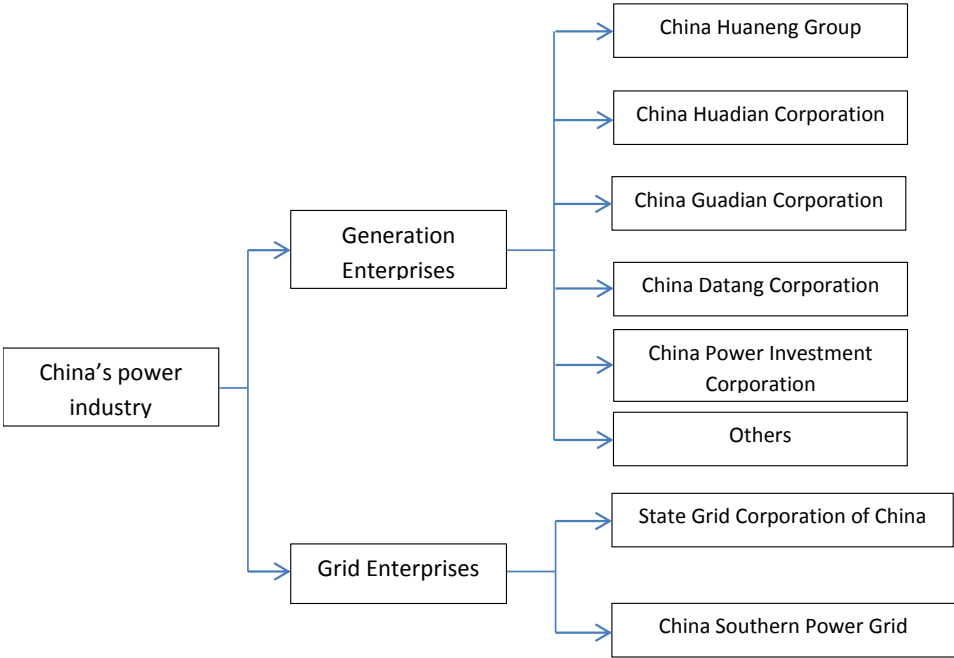 China Huaneng Group
China Huadian Corporation
China Guadian Corporation
Generation
Enterprises
China Datang Corporation
China Power Investment
Corporation
China's power
industry
Others
State Grid Corporation of China
Grid Enterprises
China Southern Power Grid